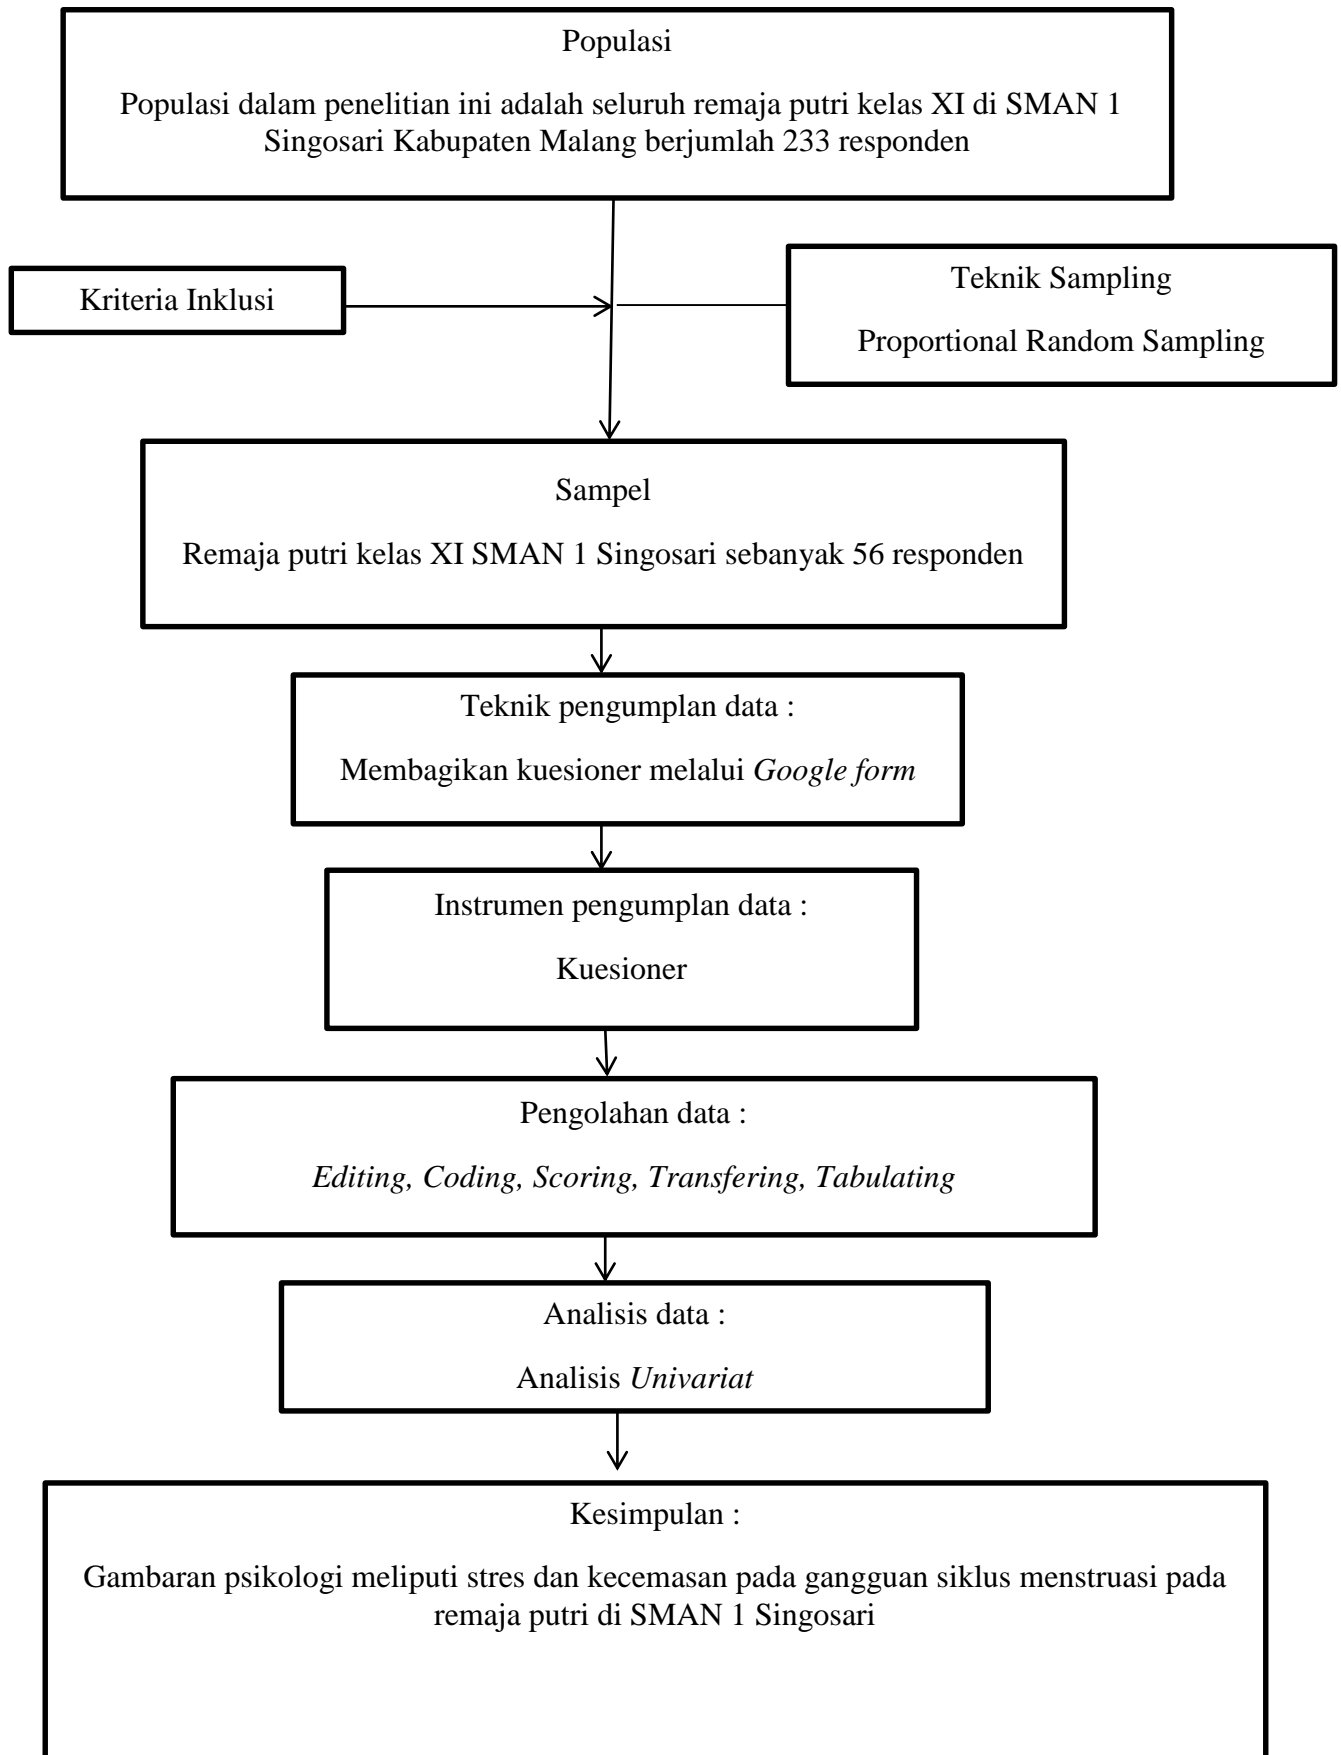 Populasi
Populasi dalam penelitian ini adalah seluruh remaja putri kelas XI di SMAN 1
Singosari Kabupaten Malang berjumlah 233 responden
Kriteria Inklusi
Teknik Sampling
Proportional Random Sampling
Sampel
Remaja putri kelas XI SMAN 1 Singosari sebanyak 56 responden
Teknik pengumplan data :
Membagikan kuesioner melalui Google form
Instrumen pengumplan data :
Kuesioner
Pengolahan data :
Editing, Coding, Scoring, Transfering, Tabulating
Analisis data :
Analisis Univariat
Kesimpulan :
Gambaran psikologi meliputi stres dan kecemasan pada gangguan siklus menstruasi pada
remaja putri di SMAN 1 Singosari